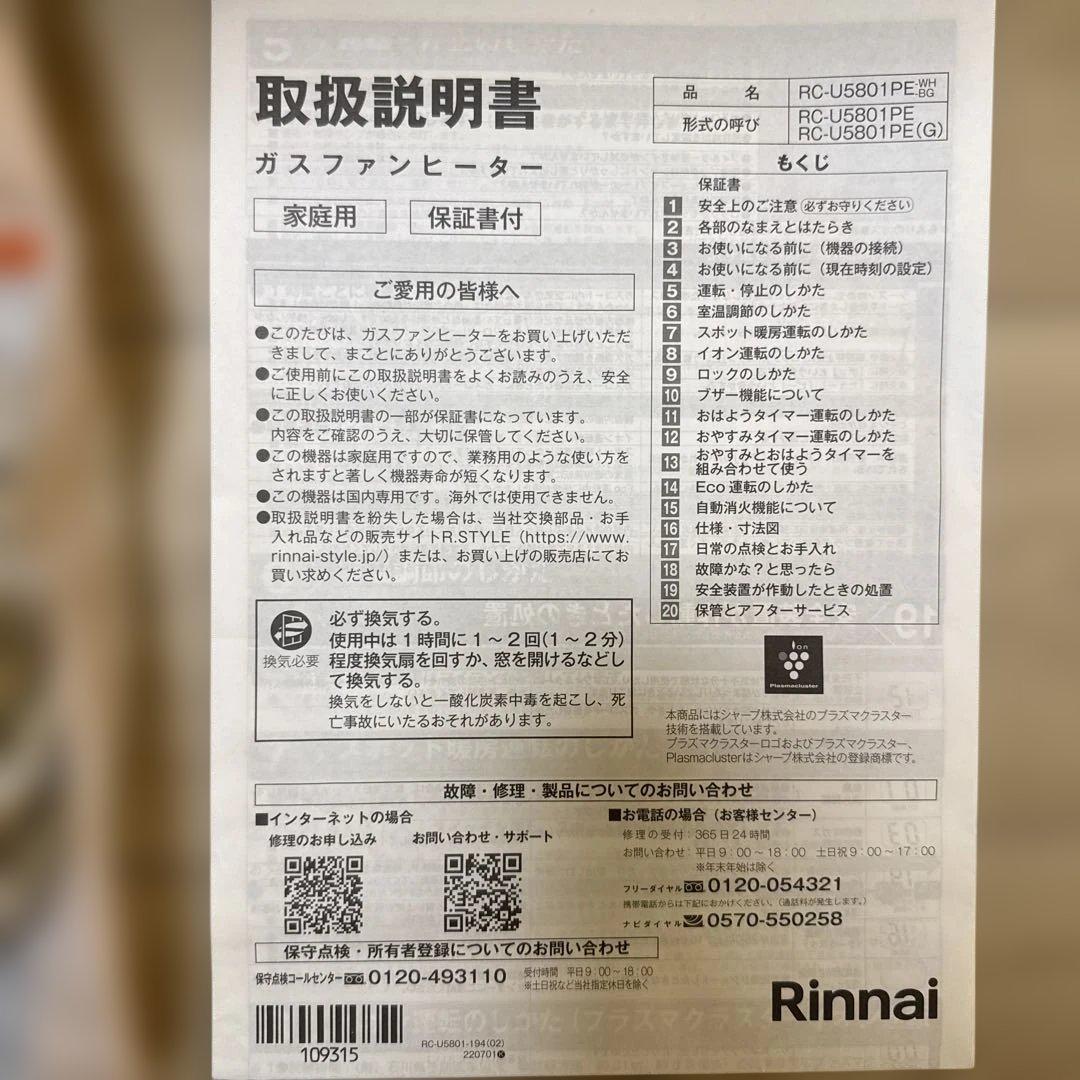 取扱説明書
ガスファンヒーター
家庭用
保証書付
品名 RC-U5801PE-WH BG
形式の呼び RC-U5801PE
RC-U5801PE(G)
もくじ
保証書
1 安全上のご注意 必ずお守りください
2 各部のなまえとはたらき
3 お使いになる前に（機器の接続）
4 お使いになる前に（現在時刻の設定）
5 運転・停止のしかた
6 室温調節のしかた
7 スポット暖房運転のしかた
8 イオン運転のしかた
9 ロックのしかた
10 ブザー機能について
11 おはようタイマー運転のしかた
12 おやすみタイマー運転のしかた
13 おやすみとおはようタイマーを
組み合わせて使う
14 Eco 運転のしかた
15 自動消火機能について
16 仕様・寸法図
17 日常の点検とお手入れ
18 故障かな？と思ったら
19 安全装置が作動したときの処置
20 保管とアフターサービス
ご愛用の皆様へ
●このたびは、ガスファンヒーターをお買い上げいただ
きまして、まことにありがとうございます。
●ご使用前にこの取扱説明書をよくお読みのうえ、安全
に正しくお使いください。
●この取扱説明書の一部が保証書になっています。
内容をご確認のうえ、大切に保管してください。
●この機器は家庭用ですので、業務用のような使い方を
されますと著しく機器寿命が短くなります。
●この機器は国内専用です。海外では使用できません。
●取扱説明書を紛失した場合は、当社交換部品・お手
入れ品などの販売サイトR.STYLE（https://www.
rinnai-style.jp/）または、お買い上げの販売店にてお
買い求めください。
換気必要
必ず換気する。
使用中は１時間に１～２回(１～２分)
程度換気扇を回すか、窓を開けるなどし
て換気する。
換気をしないと一酸化炭素中毒を起こし、死
亡事故にいたるおそれがあります。
ion
Plasmacluster
本商品にはシャープ株式会社のプラズマクラスター
技術を搭載しています。
プラズマクラスターロゴおよびプラズマクラスター、
Plasmaclusterはシャープ株式会社の登録商標です。
故障・修理・製品についてのお問い合わせ
■インターネットの場合
修理のお申し込み
お問い合わせ・サポート
■お電話の場合（お客様センター）
修理の受付：365日24時間
お問い合わせ：平日9：00～18：00 土日祝9：00～17：00
※年末年始は除く
フリーダイヤル 0120-054321
携帯電話からは下記におかけください。（通話料が発生します。）
ナビダイヤル 0570-550258
保守点検・所有者登録についてのお問い合わせ
保守点検コールセンター 0120-493110
受付時間 平日9：00～18：00
※土日祝など当社指定休日を除く
109315
RC-U5801-194(02)
220701Ⓚ
Rinnai